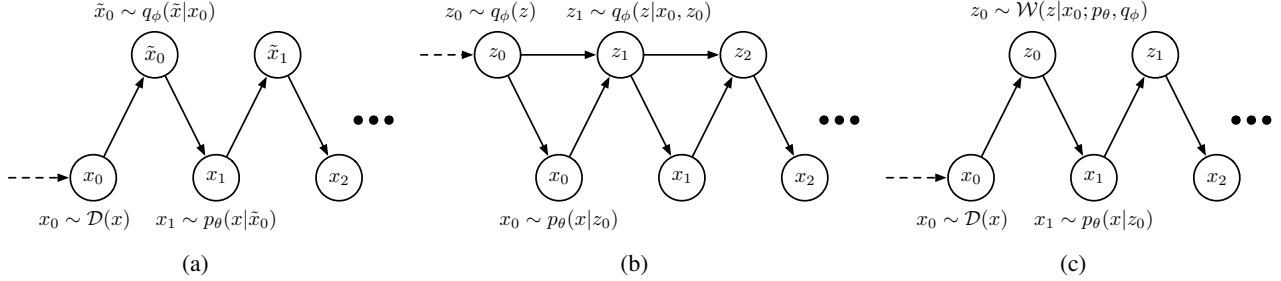 x̃₀ ∼ q_ϕ(x̃|x₀)
x̃₀ x̃₁
x₀ x₁ x₂
x₀ ∼ 𝒟(x) x₁ ∼ p_θ(x|x̃₀)
(a)
z₀ ∼ q_ϕ(z) z₁ ∼ q_ϕ(z|x₀, z₀)
z₀ z₁ z₂
x₀ x₁ x₂
x₀ ∼ p_θ(x|z₀)
(b)
z₀ ∼ 𝒲(z|x₀; p_θ, q_ϕ)
z₀ z₁
x₀ x₁ x₂
x₀ ∼ 𝒟(x) x₁ ∼ p_θ(x|z₀)
(c)